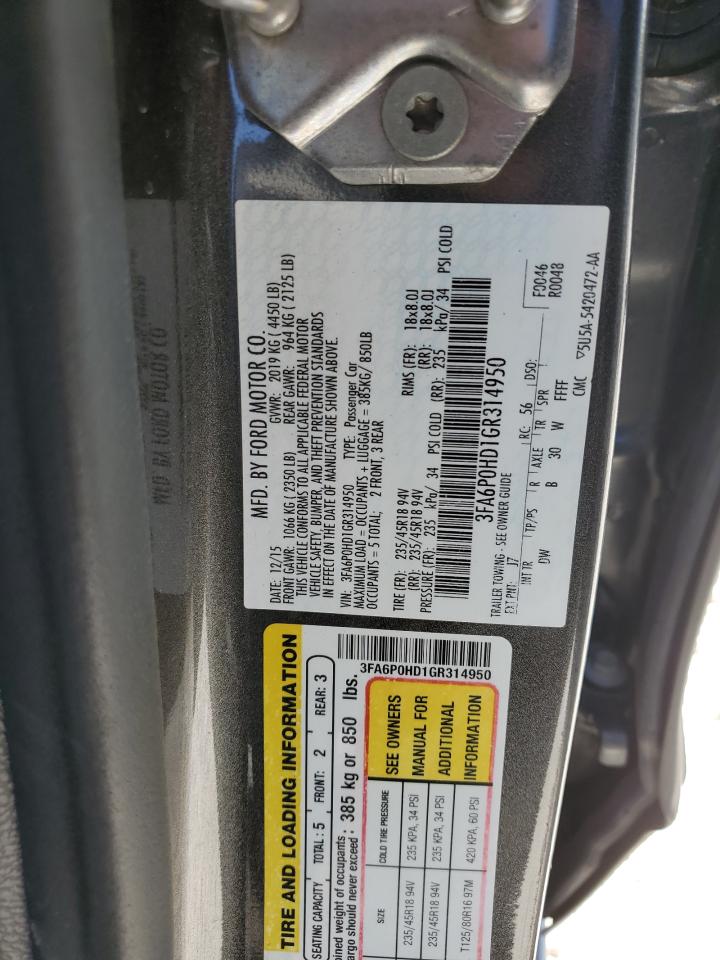 MFD. BY FORD MOTOR CO.
DATE: 12/15 GVWR: 2019 KG ( 4450 LB)
FRONT GAWR: 1066 KG ( 2350 LB) REAR GAWR: 964 KG ( 2125 LB)
THIS VEHICLE CONFORMS TO ALL APPLICABLE FEDERAL MOTOR
VEHICLE SAFETY, BUMPER, AND THEFT PREVENTION STANDARDS
IN EFFECT ON THE DATE OF MANUFACTURE SHOWN ABOVE.
VIN: 3FA6P0HD1GR314950 TYPE: Passenger Car
MAXIMUM LOAD = OCCUPANTS + LUGGAGE = 385KG/ 850LB
OCCUPANTS = 5 TOTAL; 2 FRONT, 3 REAR
TIRE (FR): 235/45R18 94V RIMS (FR): 18x8.0J
(RR): 235/45R18 94V (RR): 18x8.0J
PRESSURE (FR): 235 kPa/ 34 PSI COLD (RR): 235 kPa/ 34 PSI COLD
3FA6P0HD1GR314950
TRAILER TOWING - SEE OWNER GUIDE
EXT PNT: J7 RC: 56 DSO: F0046
R0048
INT TR TP/PS R AXLE TR SPR
DW B 30 W FFFF
CMC ▽5U5A-5420472-AA
TIRE AND LOADING INFORMATION
SEATING CAPACITY TOTAL: 5 FRONT: 2 REAR: 3
weight of occupants
should never exceed: 385 kg or 850 lbs.
3FA6P0HD1GR314950
SIZE COLD TIRE PRESSURE SEE OWNERS
235/45R18 94V 235 KPA, 34 PSI MANUAL FOR
235/45R18 94V 235 KPA, 34 PSI ADDITIONAL
T125/80R16 97M 420 KPA, 60 PSI INFORMATION